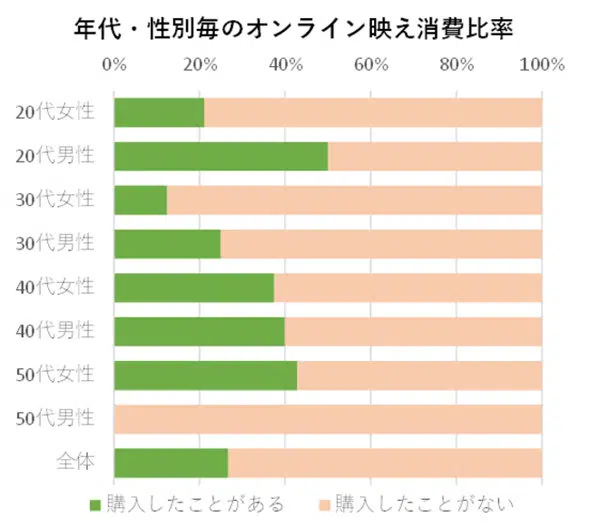 年代・性別毎のオンライン映え消費比率
0% 20% 40% 60% 80% 100%
20代女性
20代男性
30代女性
30代男性
40代女性
40代男性
50代女性
50代男性
全体
購入したことがある 購入したことがない